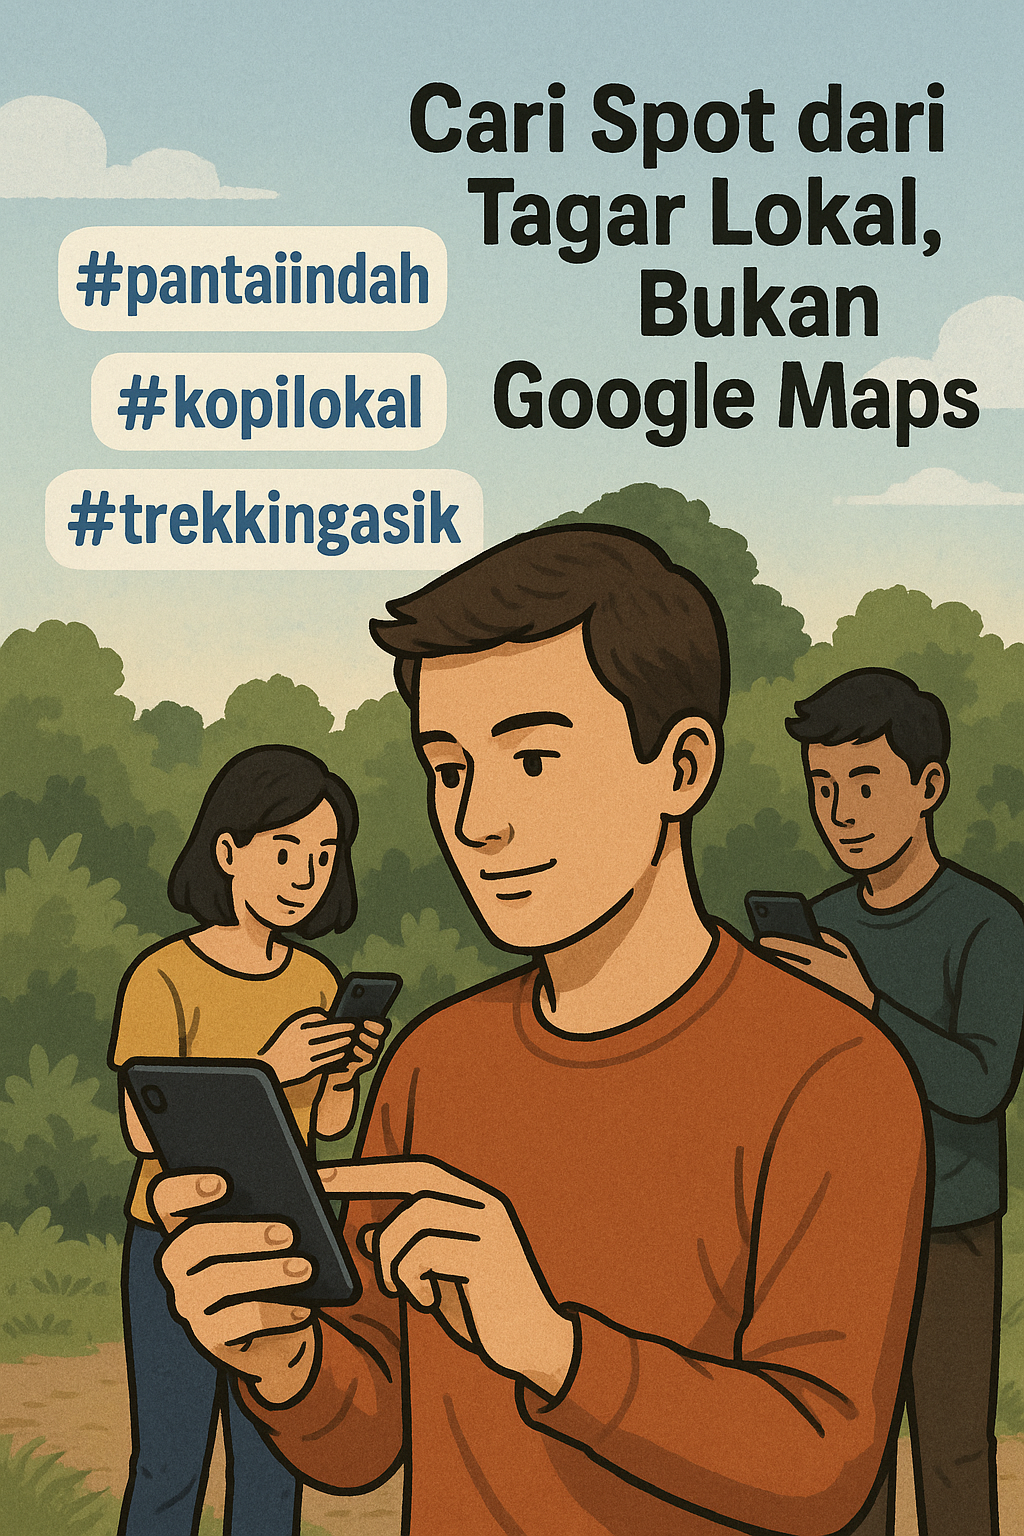 Cari Spot dari
Tagar Lokal,
Bukan
Google Maps
#pantaiindah
#kopilokal
#trekkingasik